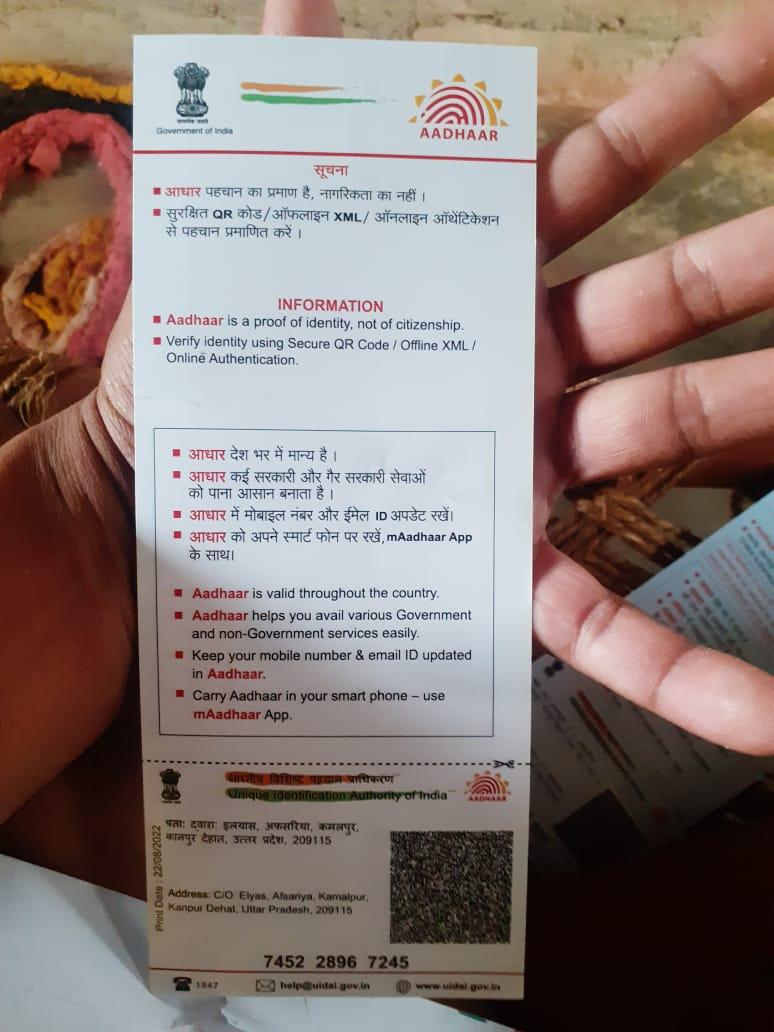 Government of India
AADHAAR
सूचना
आधार पहचान का प्रमाण है, नागरिकता का नहीं ।
सुरक्षित QR कोड/ऑफलाइन XML/ ऑनलाइन ऑथेंटिकेशन
से पहचान प्रमाणित करें ।
INFORMATION
Aadhaar is a proof of identity, not of citizenship.
Verify identity using Secure QR Code / Offline XML /
Online Authentication.
आधार देश भर में मान्य है ।
आधार कई सरकारी और गैर सरकारी सेवाओं
को पाना आसान बनाता है ।
आधार में मोबाइल नंबर और ईमेल ID अपडेट रखें।
आधार को अपने स्मार्ट फोन पर रखें, mAadhaar App
के साथ।
Aadhaar is valid throughout the country.
Aadhaar helps you avail various Government
and non-Government services easily.
Keep your mobile number & email ID updated
in Aadhaar.
Carry Aadhaar in your smart phone – use
mAadhaar App.
भारतीय विशिष्ट पहचान प्राधिकरण
Unique Identification Authority of India
AADHAAR
Print Date : 22/08/2022
पता: द्वारा: इलयास, अफसरिया, कमलपुर,
कानपुर देहात, उत्तर प्रदेश, 209115
Address: C/O: Elyas, Afsariya, Kamalpur,
Kanpur Dehat, Uttar Pradesh, 209115
7452 2896 7245
1947
help@uidai.gov.in
www.uidai.gov.in